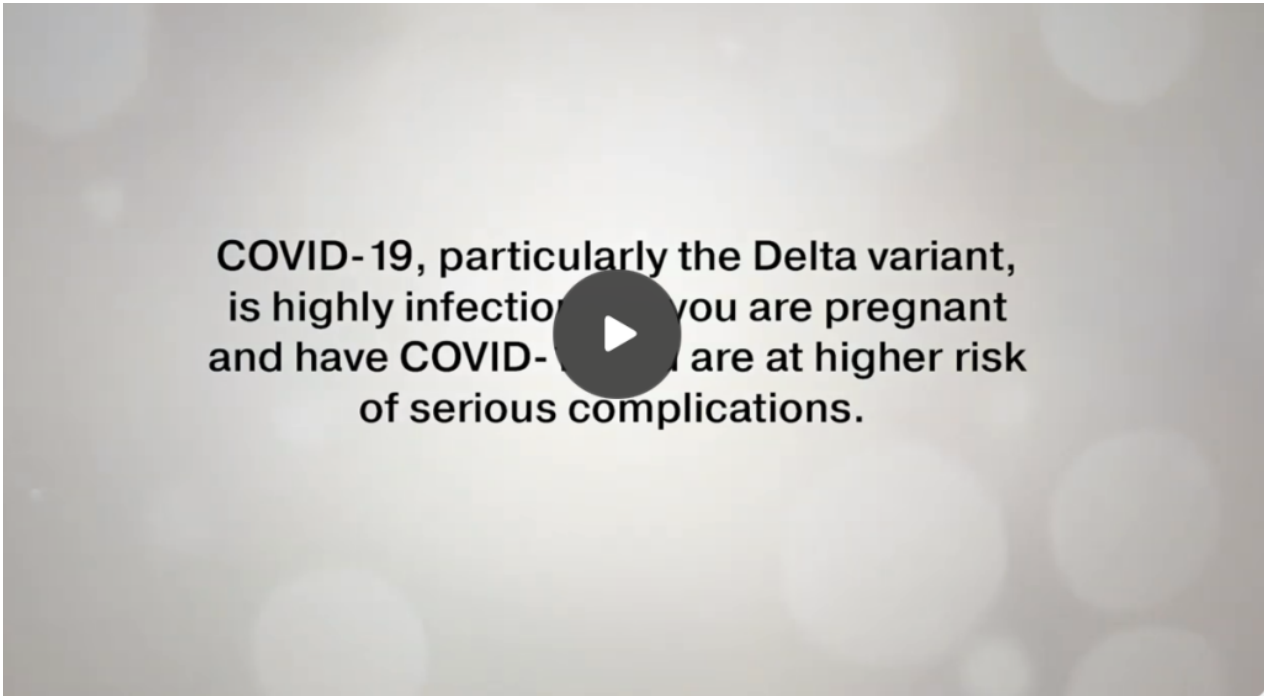 COVID-19, particularly the Delta variant,
is highly you are pregnant
and have COVID- are at higher risk
of serious complications.